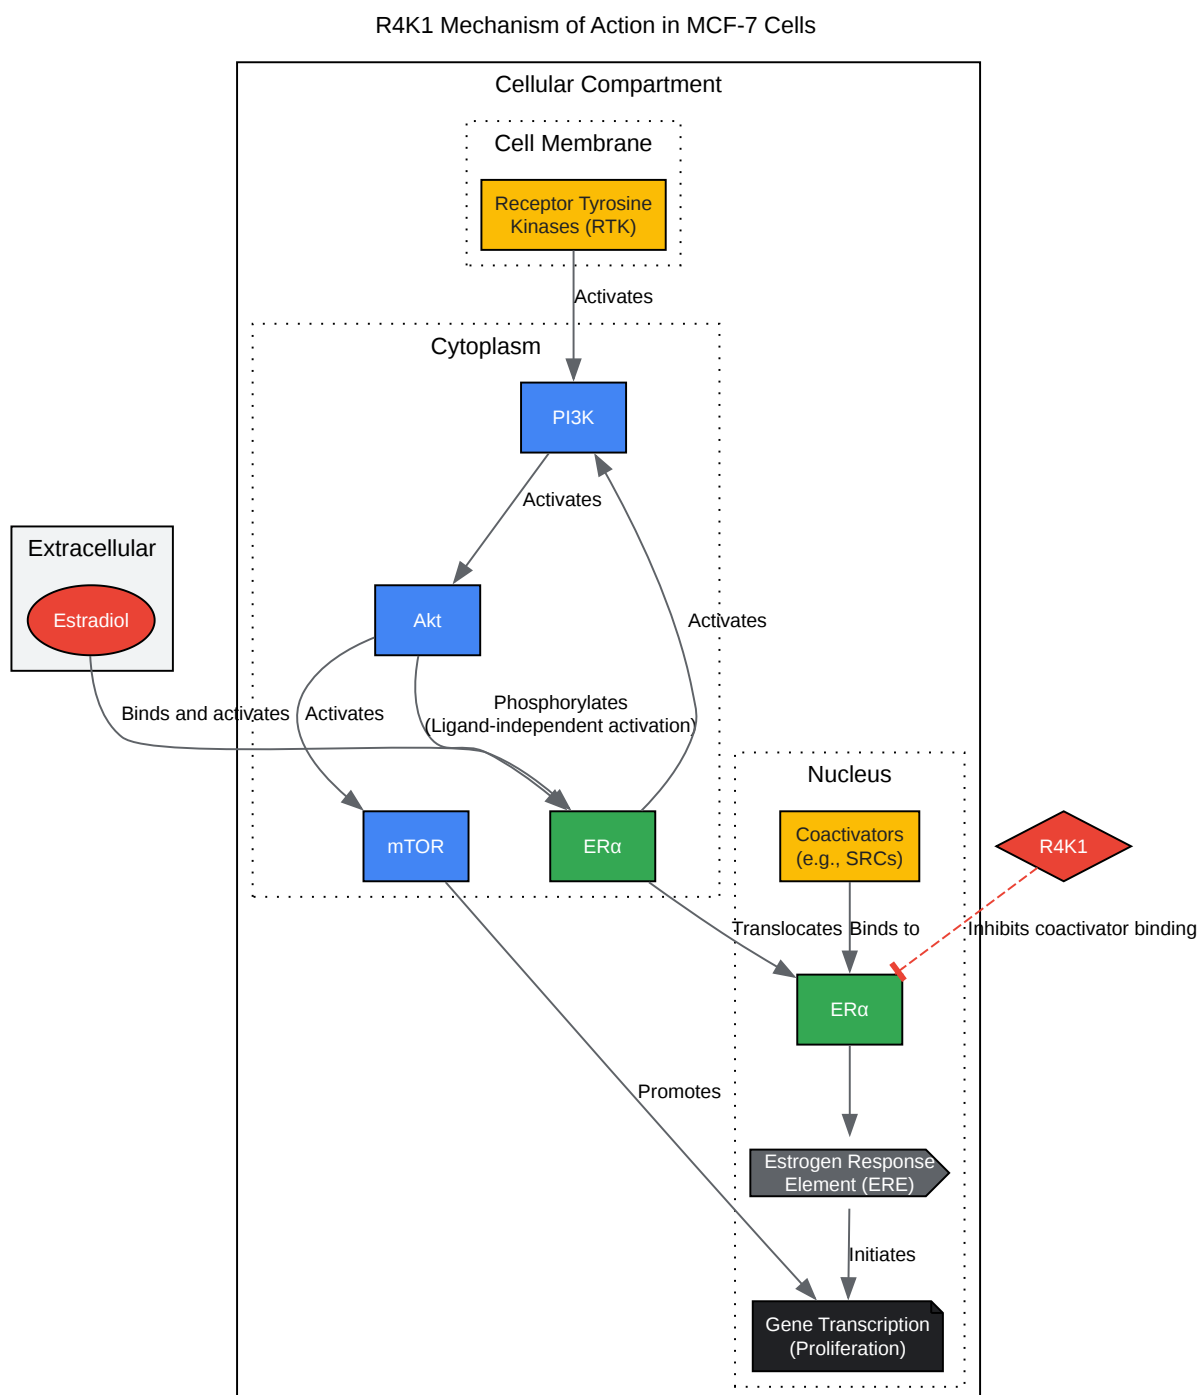 R4K1 Mechanism of Action in MCF-7 Cells
Cellular Compartment
Cell Membrane
Receptor Tyrosine
Kinases (RTK)
Activates
Cytoplasm
PI3K
Activates
Extracellular
Estradiol
Akt
Activates
Binds and activates
Activates
Phosphorylates
(Ligand-independent activation)
Nucleus
mTOR
ERα
Coactivators
(e.g., SRCs)
R4K1
Translocates
Binds to
Inhibits coactivator binding
ERα
Promotes
Estrogen Response
Element (ERE)
Initiates
Gene Transcription
(Proliferation)